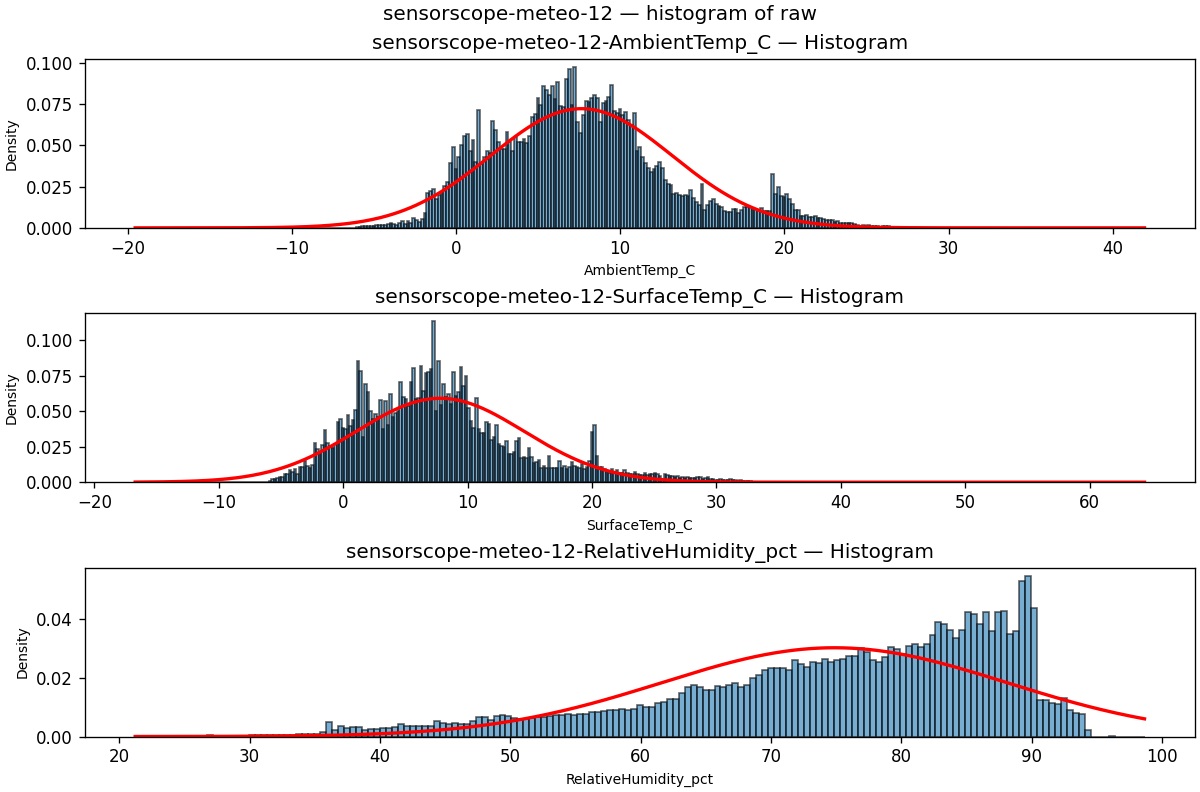 sensorscope-meteo-12 — histogram of raw
sensorscope-meteo-12-AmbientTemp_C — Histogram
Density
0.100
0.075
0.050
0.025
0.000
−20 −10 0 10 20 30 40
AmbientTemp_C
sensorscope-meteo-12-SurfaceTemp_C — Histogram
Density
0.100
0.075
0.050
0.025
0.000
−20 −10 0 10 20 30 40 50 60
SurfaceTemp_C
sensorscope-meteo-12-RelativeHumidity_pct — Histogram
Density
0.04
0.02
0.00
20 30 40 50 60 70 80 90 100
RelativeHumidity_pct